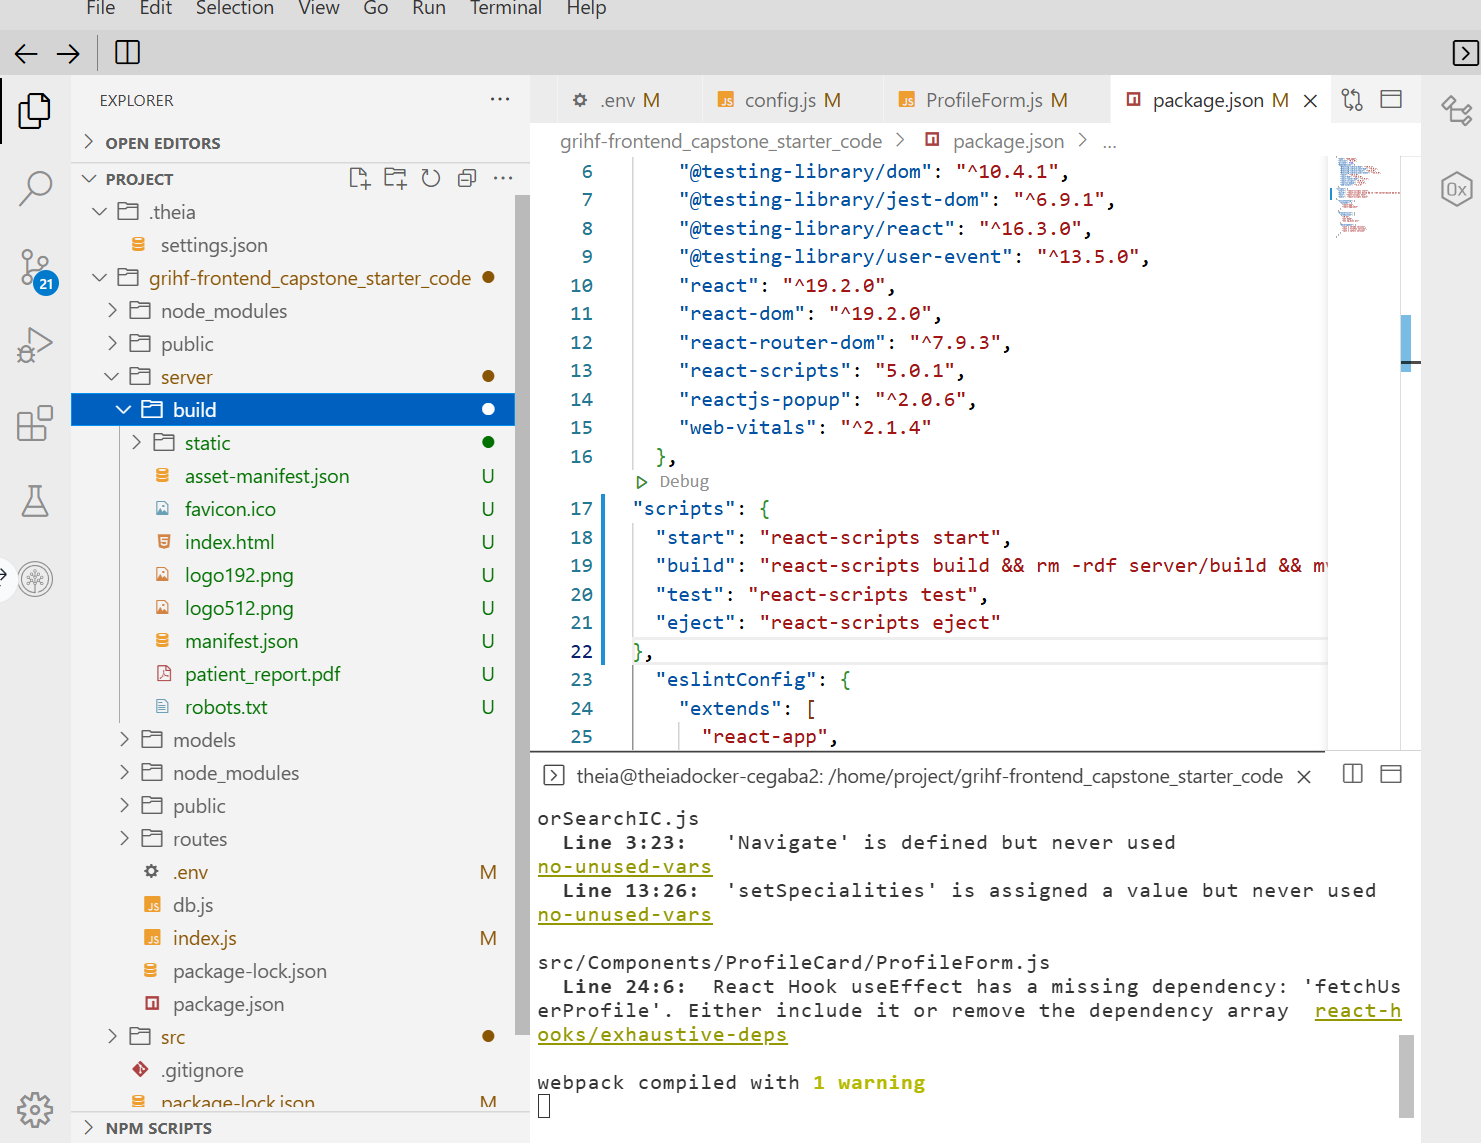 File Edit Selection View Go Run Terminal Help
EXPLORER
OPEN EDITORS
PROJECT
.theia
settings.json
grihf-frontend_capstone_starter_code
node_modules
public
server
build
static
asset-manifest.json U
favicon.ico U
index.html U
logo192.png U
logo512.png U
manifest.json U
patient_report.pdf U
robots.txt U
models
node_modules
public
routes
.env M
db.js
index.js M
package-lock.json
package.json
src
.gitignore
package-lock.json M
NPM SCRIPTS
21
.env M
config.js M
ProfileForm.js M
package.json M
grihf-frontend_capstone_starter_code > package.json > ...
6 "@testing-library/dom": "^10.4.1",
7 "@testing-library/jest-dom": "^6.9.1",
8 "@testing-library/react": "^16.3.0",
9 "@testing-library/user-event": "^13.5.0",
10 "react": "^19.2.0",
11 "react-dom": "^19.2.0",
12 "react-router-dom": "^7.9.3",
13 "react-scripts": "5.0.1",
14 "reactjs-popup": "^2.0.6",
15 "web-vitals": "^2.1.4"
16 },
Debug
17 "scripts": {
18 "start": "react-scripts start",
19 "build": "react-scripts build && rm -rdf server/build && mv
20 "test": "react-scripts test",
21 "eject": "react-scripts eject"
22 },
23 "eslintConfig": {
24 "extends": [
25 "react-app",
theia@theiadocker-cegaba2: /home/project/grihf-frontend_capstone_starter_code
orSearchIC.js
Line 3:23: 'Navigate' is defined but never used
no-unused-vars
Line 13:26: 'setSpecialities' is assigned a value but never used
no-unused-vars
src/Components/ProfileCard/ProfileForm.js
Line 24:6: React Hook useEffect has a missing dependency: 'fetchUs
erProfile'. Either include it or remove the dependency array react-h
ooks/exhaustive-deps
webpack compiled with 1 warning
0x